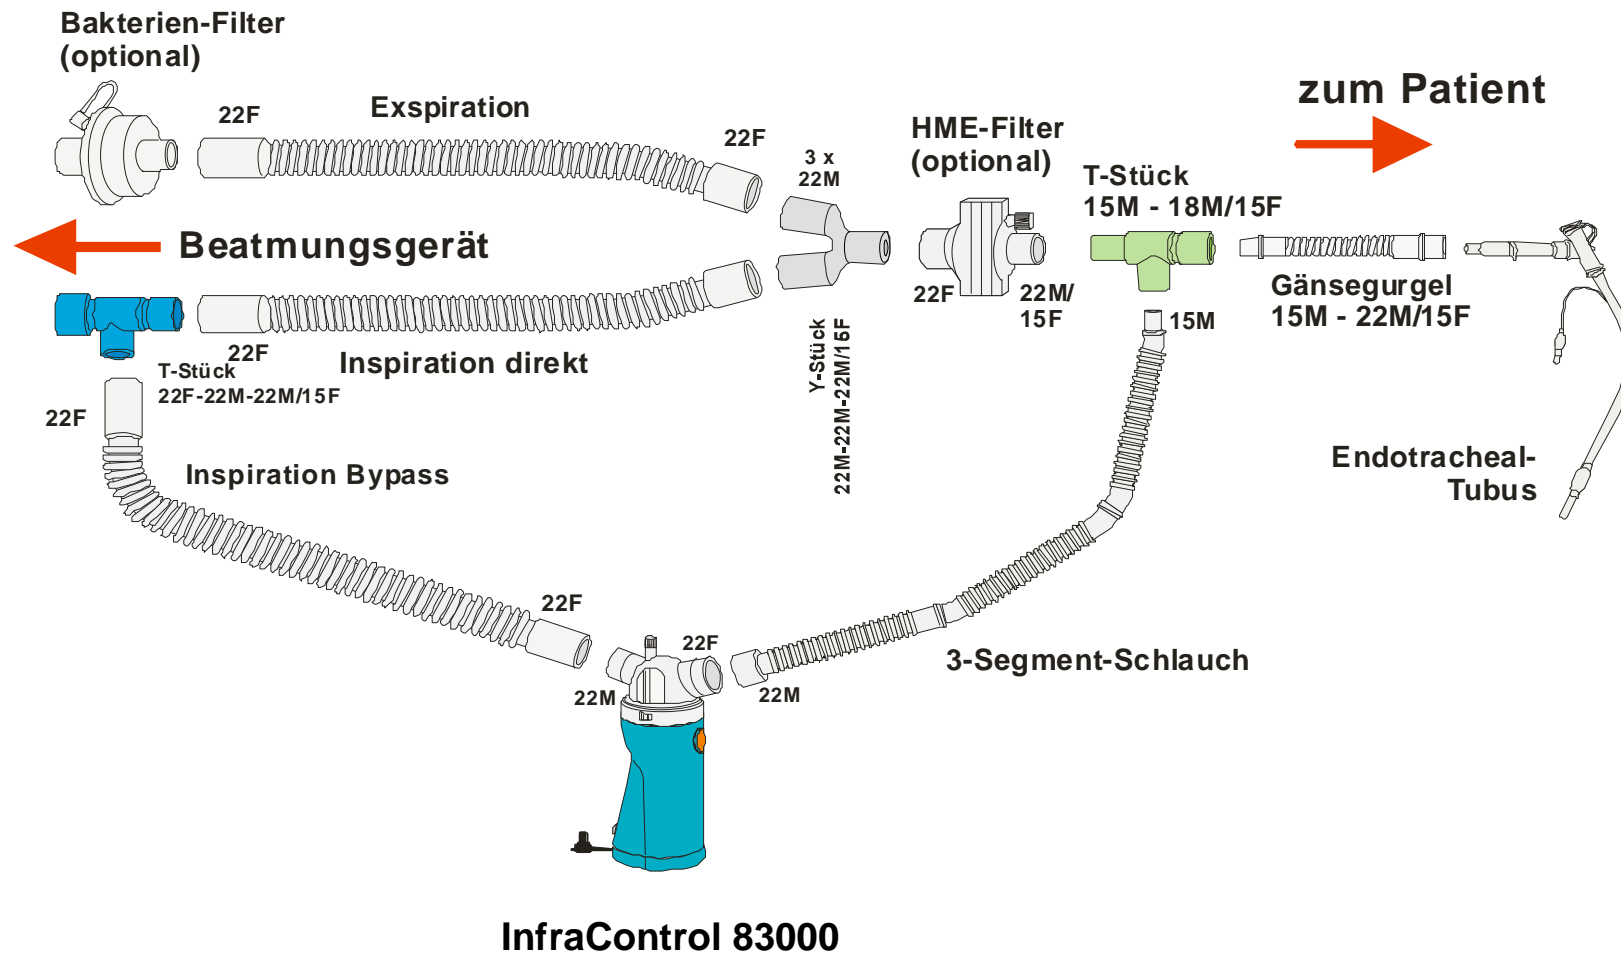 Bakterien-Filter
(optional)
22F
Exspiration
22F
3 x
22M
HME-Filter
(optional)
zum Patient
T-Stück
15M - 18M/15F
Beatmungsgerät
22F
22M/
15F
15M
Gänsegurgel
15M - 22M/15F
22F
Inspiration direkt
T-Stück
22F-22M-22M/15F
Y-Stück
22M-22M-22M/15F
22F
Inspiration Bypass
Endotracheal-
Tubus
22F
22F
22M
22M
3-Segment-Schlauch
InfraControl 83000